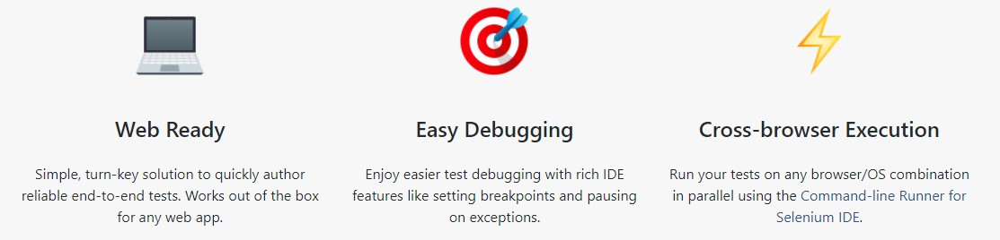 Web Ready
Simple, turn-key solution to quickly author
reliable end-to-end tests. Works out of the box
for any web app.
Easy Debugging
Enjoy easier test debugging with rich IDE
features like setting breakpoints and pausing
on exceptions.
Cross-browser Execution
Run your tests on any browser/OS combination
in parallel using the Command-line Runner for
Selenium IDE.